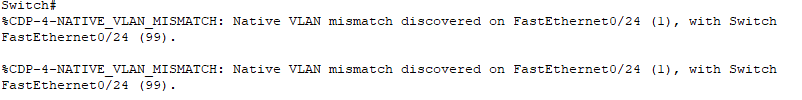 Switch#
%CDP-4-NATIVE_VLAN_MISMATCH: Native VLAN mismatch discovered on FastEthernet0/24 (1), with Switch
FastEthernet0/24 (99).
%CDP-4-NATIVE_VLAN_MISMATCH: Native VLAN mismatch discovered on FastEthernet0/24 (1), with Switch
FastEthernet0/24 (99).